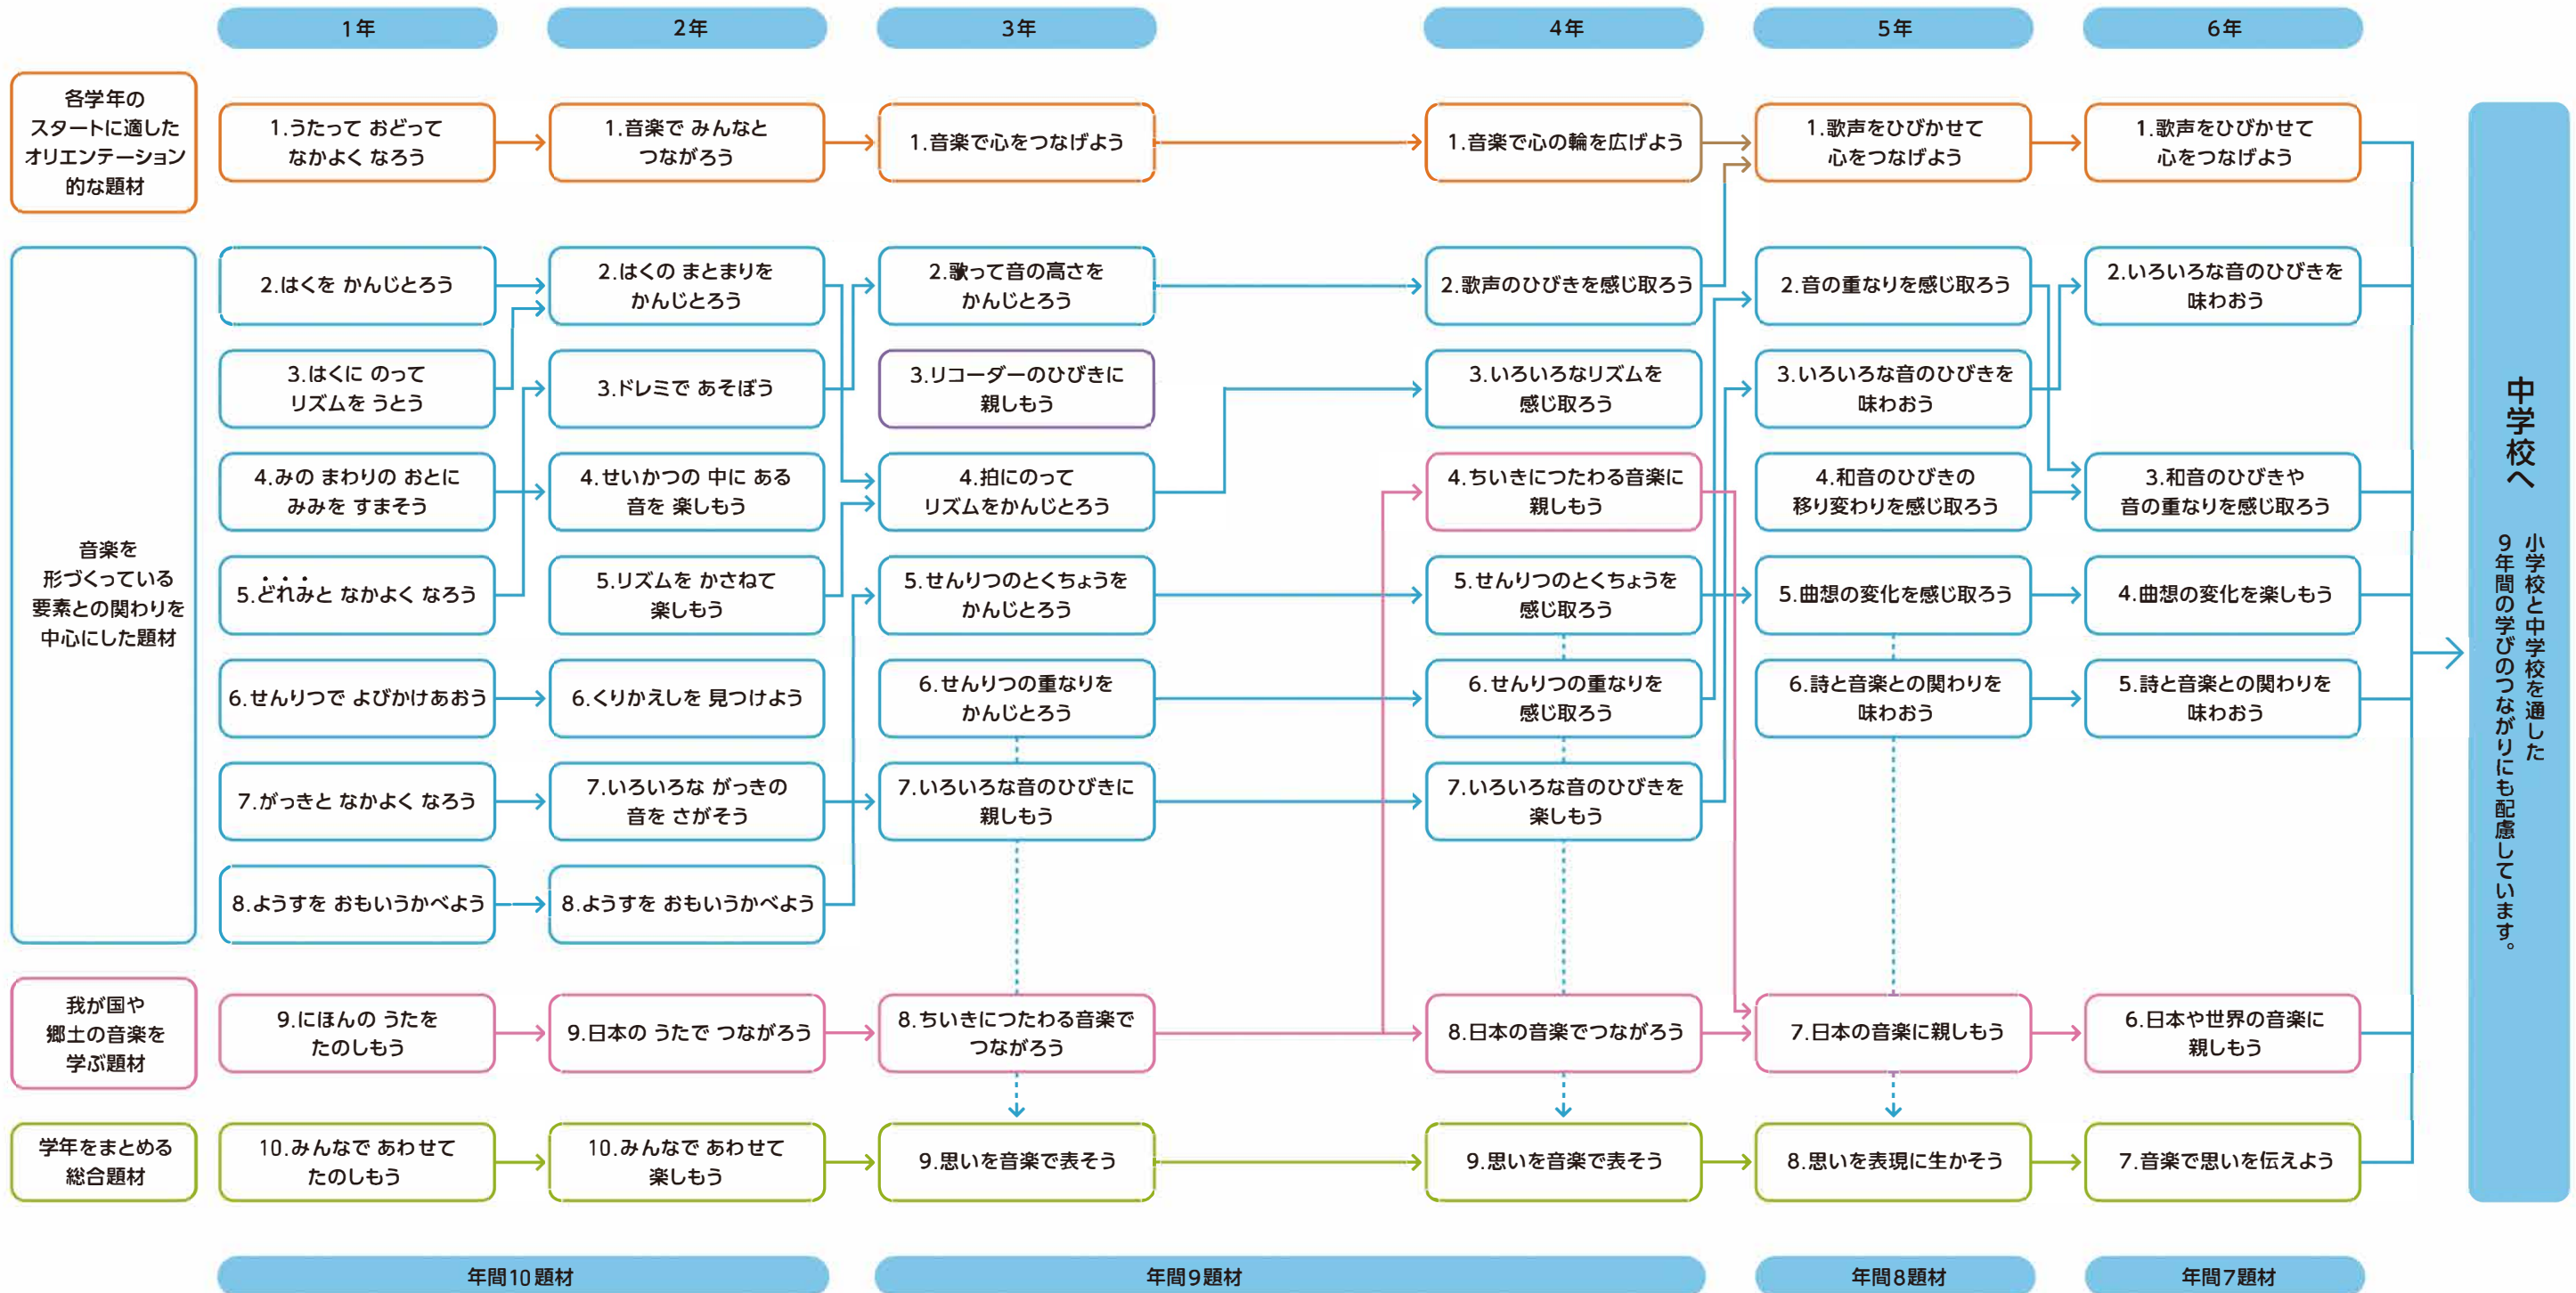 1年
2年
3年
4年
5年
6年
各学年の
スタートに適した
オリエンテーション
的な題材
1.うたって おどって
なかよく なろう
1.音楽で みんなと
つながろう
1.音楽で心をつなげよう
1.音楽で心の輪を広げよう
1.歌声をひびかせて
心をつなげよう
1.歌声をひびかせて
心をつなげよう
音楽を
形づくっている
要素との関わりを
中心にした題材
2.はくを かんじとろう
2.はくの まとまりを
かんじとろう
2.歌って音の高さを
かんじとろう
2.歌声のひびきを感じ取ろう
2.音の重なりを感じ取ろう
2.いろいろな音のひびきを
味わおう
3.はくに のって
リズムを うとう
3.ドレミで あそぼう
3.リコーダーのひびきに
親しもう
3.いろいろなリズムを
感じ取ろう
3.いろいろな音のひびきを
味わおう
4.みの まわりの おとに
みみを すまそう
4.せいかつの 中に ある
音を 楽しもう
4.拍にのって
リズムをかんじとろう
4.ちいきにつたわる音楽に
親しもう
4.和音のひびきの
移り変わりを感じ取ろう
3.和音のひびきや
音の重なりを感じ取ろう
5.どれみと なかよく なろう
5.リズムを かさねて
楽しもう
5.せんりつのとくちょうを
かんじとろう
5.せんりつのとくちょうを
感じ取ろう
5.曲想の変化を感じ取ろう
4.曲想の変化を楽しもう
6.せんりつで よびかけあおう
6.くりかえしを 見つけよう
6.せんりつの重なりを
かんじとろう
6.せんりつの重なりを
感じ取ろう
6.詩と音楽との関わりを
味わおう
5.詩と音楽との関わりを
味わおう
7.がっきと なかよく なろう
7.いろいろな がっきの
音を さがそう
7.いろいろな音のひびきに
親しもう
7.いろいろな音のひびきを
楽しもう
8.ようすを おもいうかべよう
8.ようすを おもいうかべよう
我が国や
郷土の音楽を
学ぶ題材
9.にほんの うたを
たのしもう
9.日本の うたで つながろう
8.ちいきにつたわる音楽で
つながろう
8.日本の音楽でつながろう
7.日本の音楽に親しもう
6.日本や世界の音楽に
親しもう
学年をまとめる
総合題材
10.みんなで あわせて
たのしもう
10.みんなで あわせて
楽しもう
9.思いを音楽で表そう
9.思いを音楽で表そう
8.思いを表現に生かそう
7.音楽で思いを伝えよう
中学校へ
小学校と中学校を通した
9年間の学びのつながりにも配慮しています。
年間10題材
年間9題材
年間8題材
年間7題材